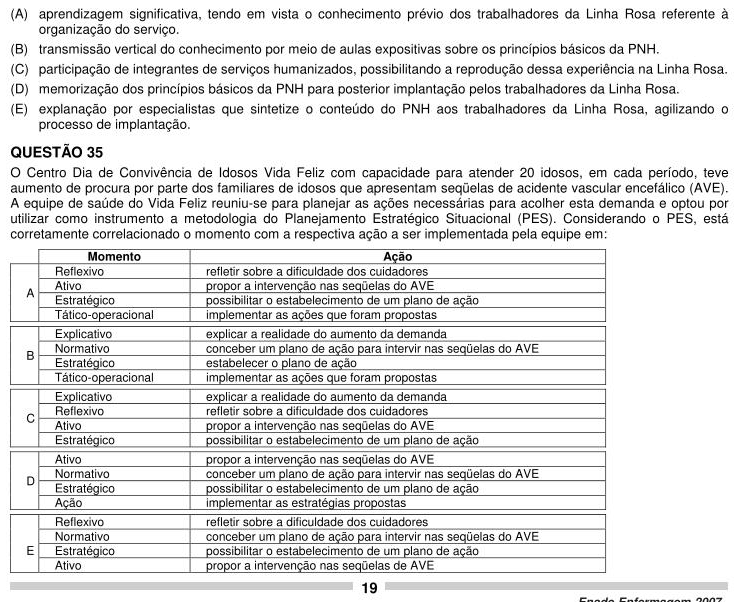 (A) aprendizagem significativa, tendo em vista o conhecimento prévio dos trabalhadores da Linha Rosa referente à
organização do serviço.
(B) transmissão vertical do conhecimento por meio de aulas expositivas sobre os princípios básicos da PNH.
(C) participação de integrantes de serviços humanizados, possibilitando a reprodução dessa experiência na Linha Rosa.
(D) memorização dos princípios básicos da PNH para posterior implantação pelos trabalhadores da Linha Rosa.
(E) explanação por especialistas que sintetize o conteúdo do PNH aos trabalhadores da Linha Rosa, agilizando o
processo de implantação.
QUESTÃO 35
O Centro Dia de Convivência de Idosos Vida Feliz com capacidade para atender 20 idosos, em cada período, teve
aumento de procura por parte dos familiares de idosos que apresentam seqüelas de acidente vascular encefálico (AVE).
A equipe de saúde do Vida Feliz reuniu-se para planejar as ações necessárias para acolher esta demanda e optou por
utilizar como instrumento a metodologia do Planejamento Estratégico Situacional (PES). Considerando o PES, está
corretamente correlacionado o momento com a respectiva ação a ser implementada pela equipe em:
Momento Ação
A
Reflexivo refletir sobre a dificuldade dos cuidadores
Ativo propor a intervenção nas seqüelas do AVE
Estratégico possibilitar o estabelecimento de um plano de ação
Tático-operacional implementar as ações que foram propostas
B
Explicativo explicar a realidade do aumento da demanda
Normativo conceber um plano de ação para intervir nas seqüelas do AVE
Estratégico estabelecer o plano de ação
Tático-operacional implementar as ações que foram propostas
C
Explicativo explicar a realidade do aumento da demanda
Reflexivo refletir sobre a dificuldade dos cuidadores
Ativo propor a intervenção nas seqüelas do AVE
Estratégico possibilitar o estabelecimento de um plano de ação
D
Ativo propor a intervenção nas seqüelas do AVE
Normativo conceber um plano de ação para intervir nas seqüelas do AVE
Estratégico possibilitar o estabelecimento de um plano de ação
Ação implementar as estratégias propostas
E
Reflexivo refletir sobre a dificuldade dos cuidadores
Normativo conceber um plano de ação para intervir nas seqüelas do AVE
Estratégico possibilitar o estabelecimento de um plano de ação
Ativo propor a intervenção nas seqüelas de AVE
19
Enade Enfermagem 2007